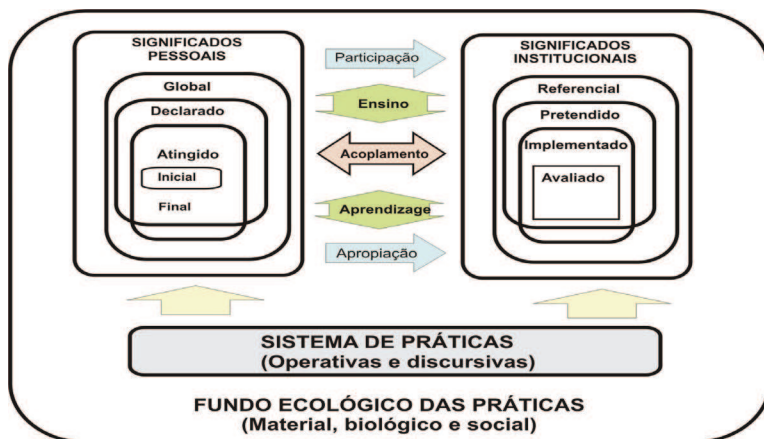 SIGNIFICADOS
PESSOAIS
Global
Declarado
Atingido
Inicial
Final
Participação
Ensino
Acoplamento
Aprendizage
Apropiação
SIGNIFICADOS
INSTITUCIONAIS
Referencial
Pretendido
Implementado
Avaliado
SISTEMA DE PRÁTICAS
(Operativas e discursivas)
FUNDO ECOLÓGICO DAS PRÁTICAS
(Material, biológico e social)